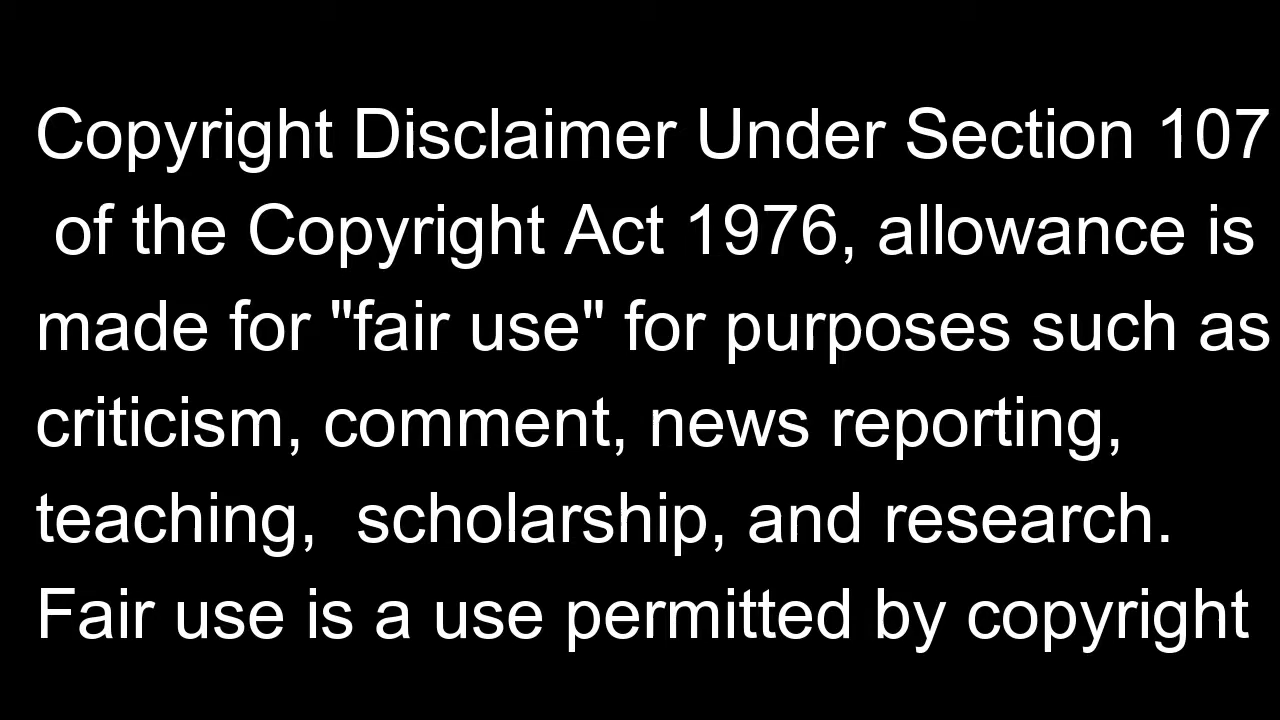 Copyright Disclaimer Under Section 107
of the Copyright Act 1976, allowance is
made for "fair use" for purposes such as
criticism, comment, news reporting,
teaching,  scholarship, and research.
Fair use is a use permitted by copyright